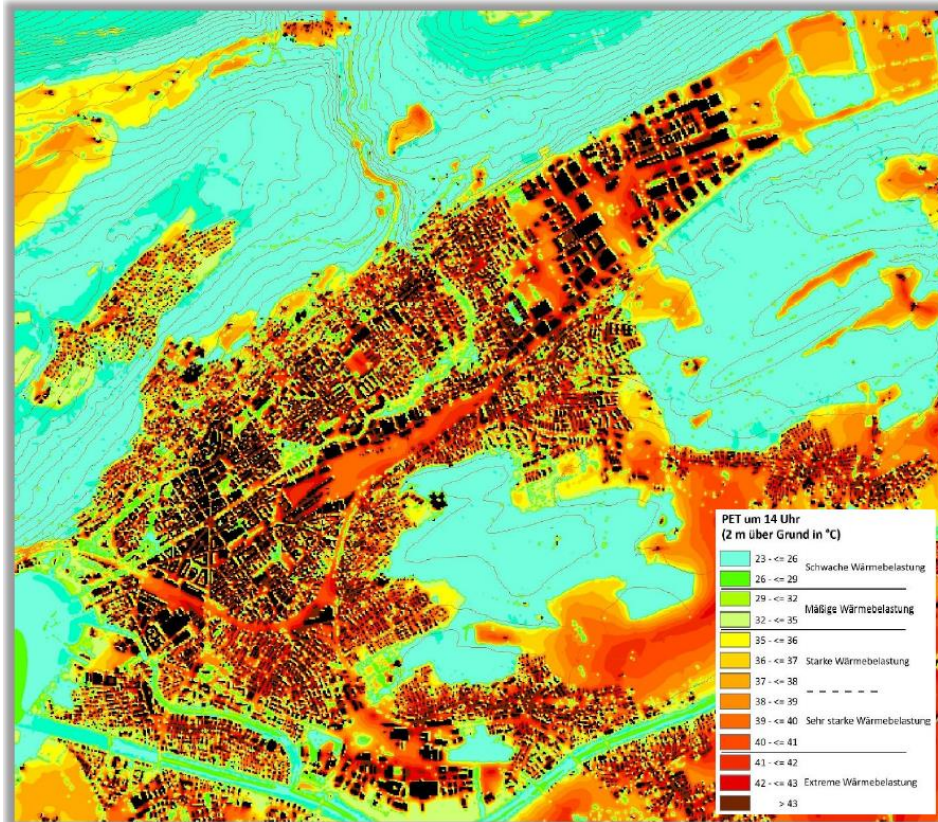 PET um 14 Uhr
(2 m über Grund in °C)
23 - <= 26
Schwache Wärmebelastung
26 - <= 29
29 - <= 32
Mäßige Wärmebelastung
32 - <= 35
35 - <= 36
36 - <= 37
Starke Wärmebelastung
37 - <= 38
38 - <= 39
39 - <= 40
Sehr starke Wärmebelastung
40 - <= 41
41 - <= 42
42 - <= 43
Extreme Wärmebelastung
> 43